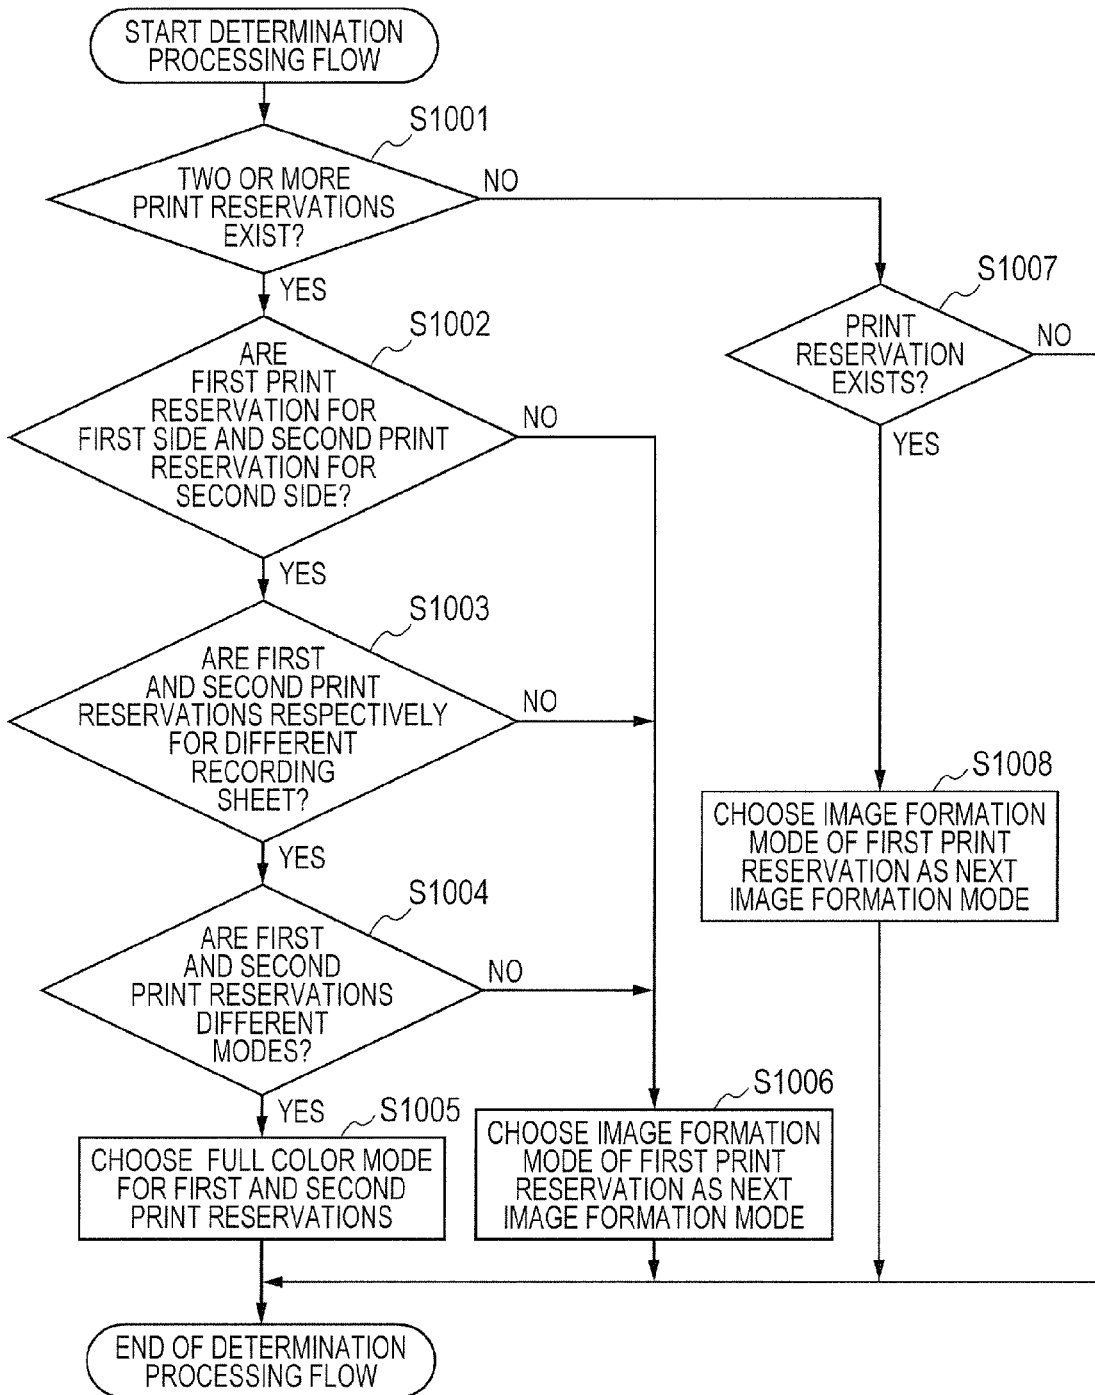 START DETERMINATION
PROCESSING FLOW
S1001
TWO OR MORE
PRINT RESERVATIONS
EXIST?
NO
YES
S1007
PRINT
RESERVATION
EXISTS?
NO
YES
S1002
ARE
FIRST PRINT
RESERVATION FOR
FIRST SIDE AND SECOND PRINT
RESERVATION FOR
SECOND SIDE?
NO
YES
S1003
ARE FIRST
AND SECOND PRINT
RESERVATIONS RESPECTIVELY
FOR DIFFERENT
RECORDING
SHEET?
NO
YES
S1008
CHOOSE IMAGE FORMATION
MODE OF FIRST PRINT
RESERVATION AS NEXT
IMAGE FORMATION MODE
S1004
ARE FIRST
AND SECOND
PRINT RESERVATIONS
DIFFERENT
MODES?
NO
YES
S1005
CHOOSE FULL COLOR MODE
FOR FIRST AND SECOND
PRINT RESERVATIONS
S1006
CHOOSE IMAGE FORMATION
MODE OF FIRST PRINT
RESERVATION AS NEXT
IMAGE FORMATION MODE
END OF DETERMINATION
PROCESSING FLOW